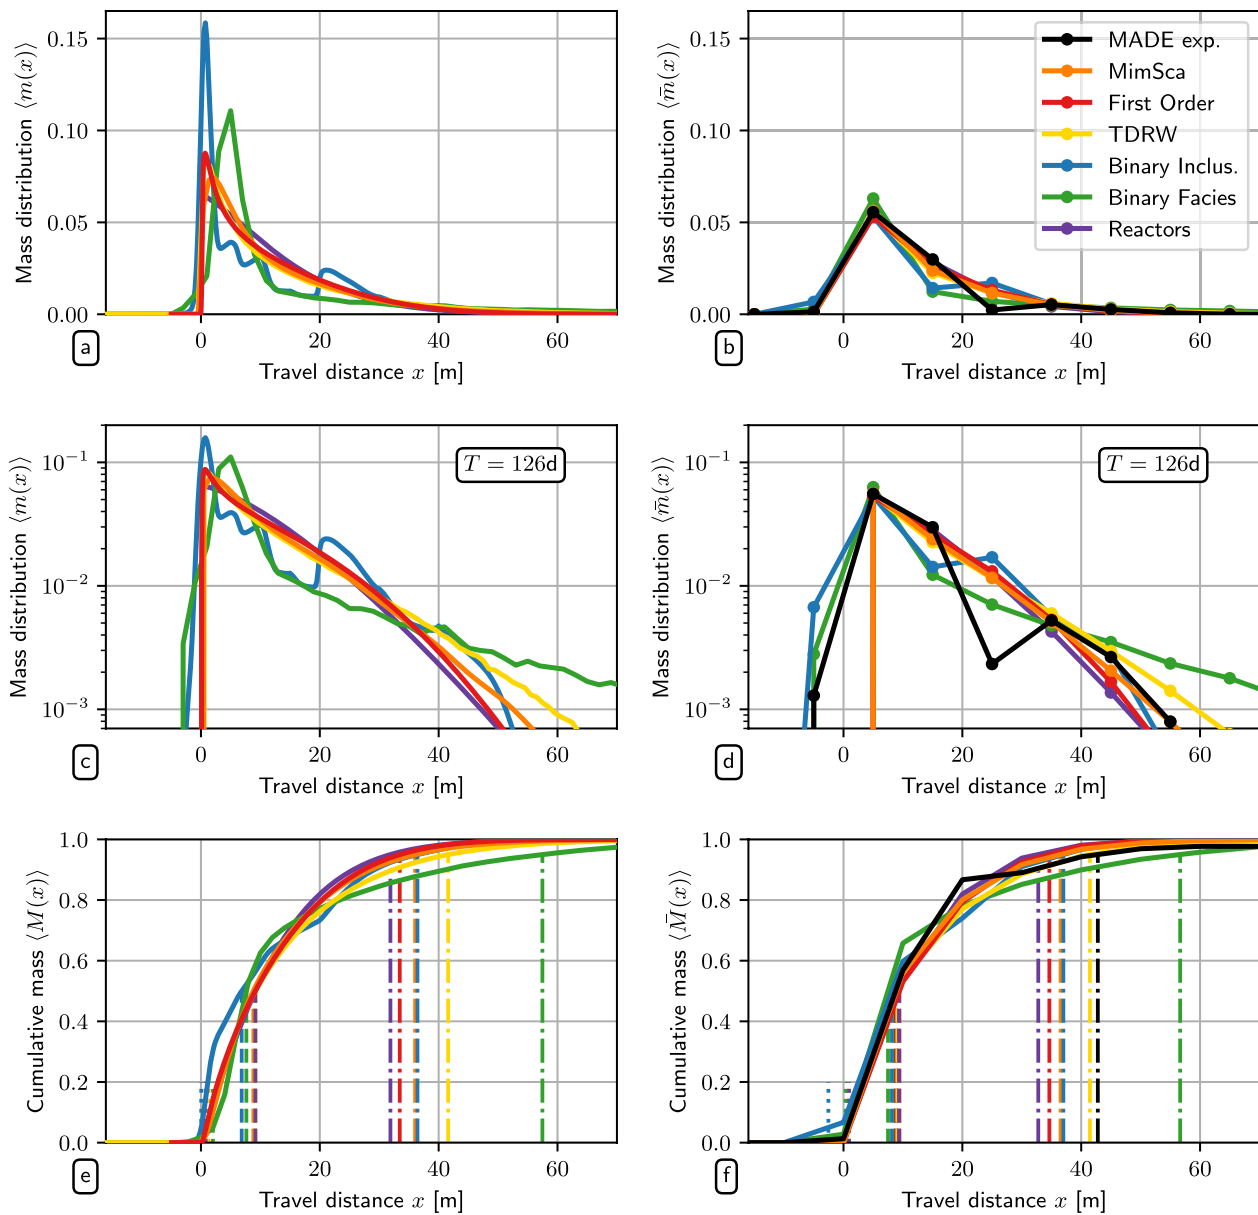 0.15
0.10
0.05
0.00
Mass distribution ⟨m(x)⟩
0 20 40 60
Travel distance x [m]
a
0.15
0.10
0.05
0.00
Mass distribution ⟨m̄(x)⟩
0 20 40 60
Travel distance x [m]
b
MADE exp.
MimSca
First Order
TDRW
Binary Inclus.
Binary Facies
Reactors
10⁻¹
10⁻²
10⁻³
Mass distribution ⟨m(x)⟩
T = 126d
0 20 40 60
Travel distance x [m]
c
10⁻¹
10⁻²
10⁻³
Mass distribution ⟨m̄(x)⟩
T = 126d
0 20 40 60
Travel distance x [m]
d
1.0
0.8
0.6
0.4
0.2
0.0
Cumulative mass ⟨M(x)⟩
0 20 40 60
Travel distance x [m]
e
1.0
0.8
0.6
0.4
0.2
0.0
Cumulative mass ⟨M̄(x)⟩
0 20 40 60
Travel distance x [m]
f